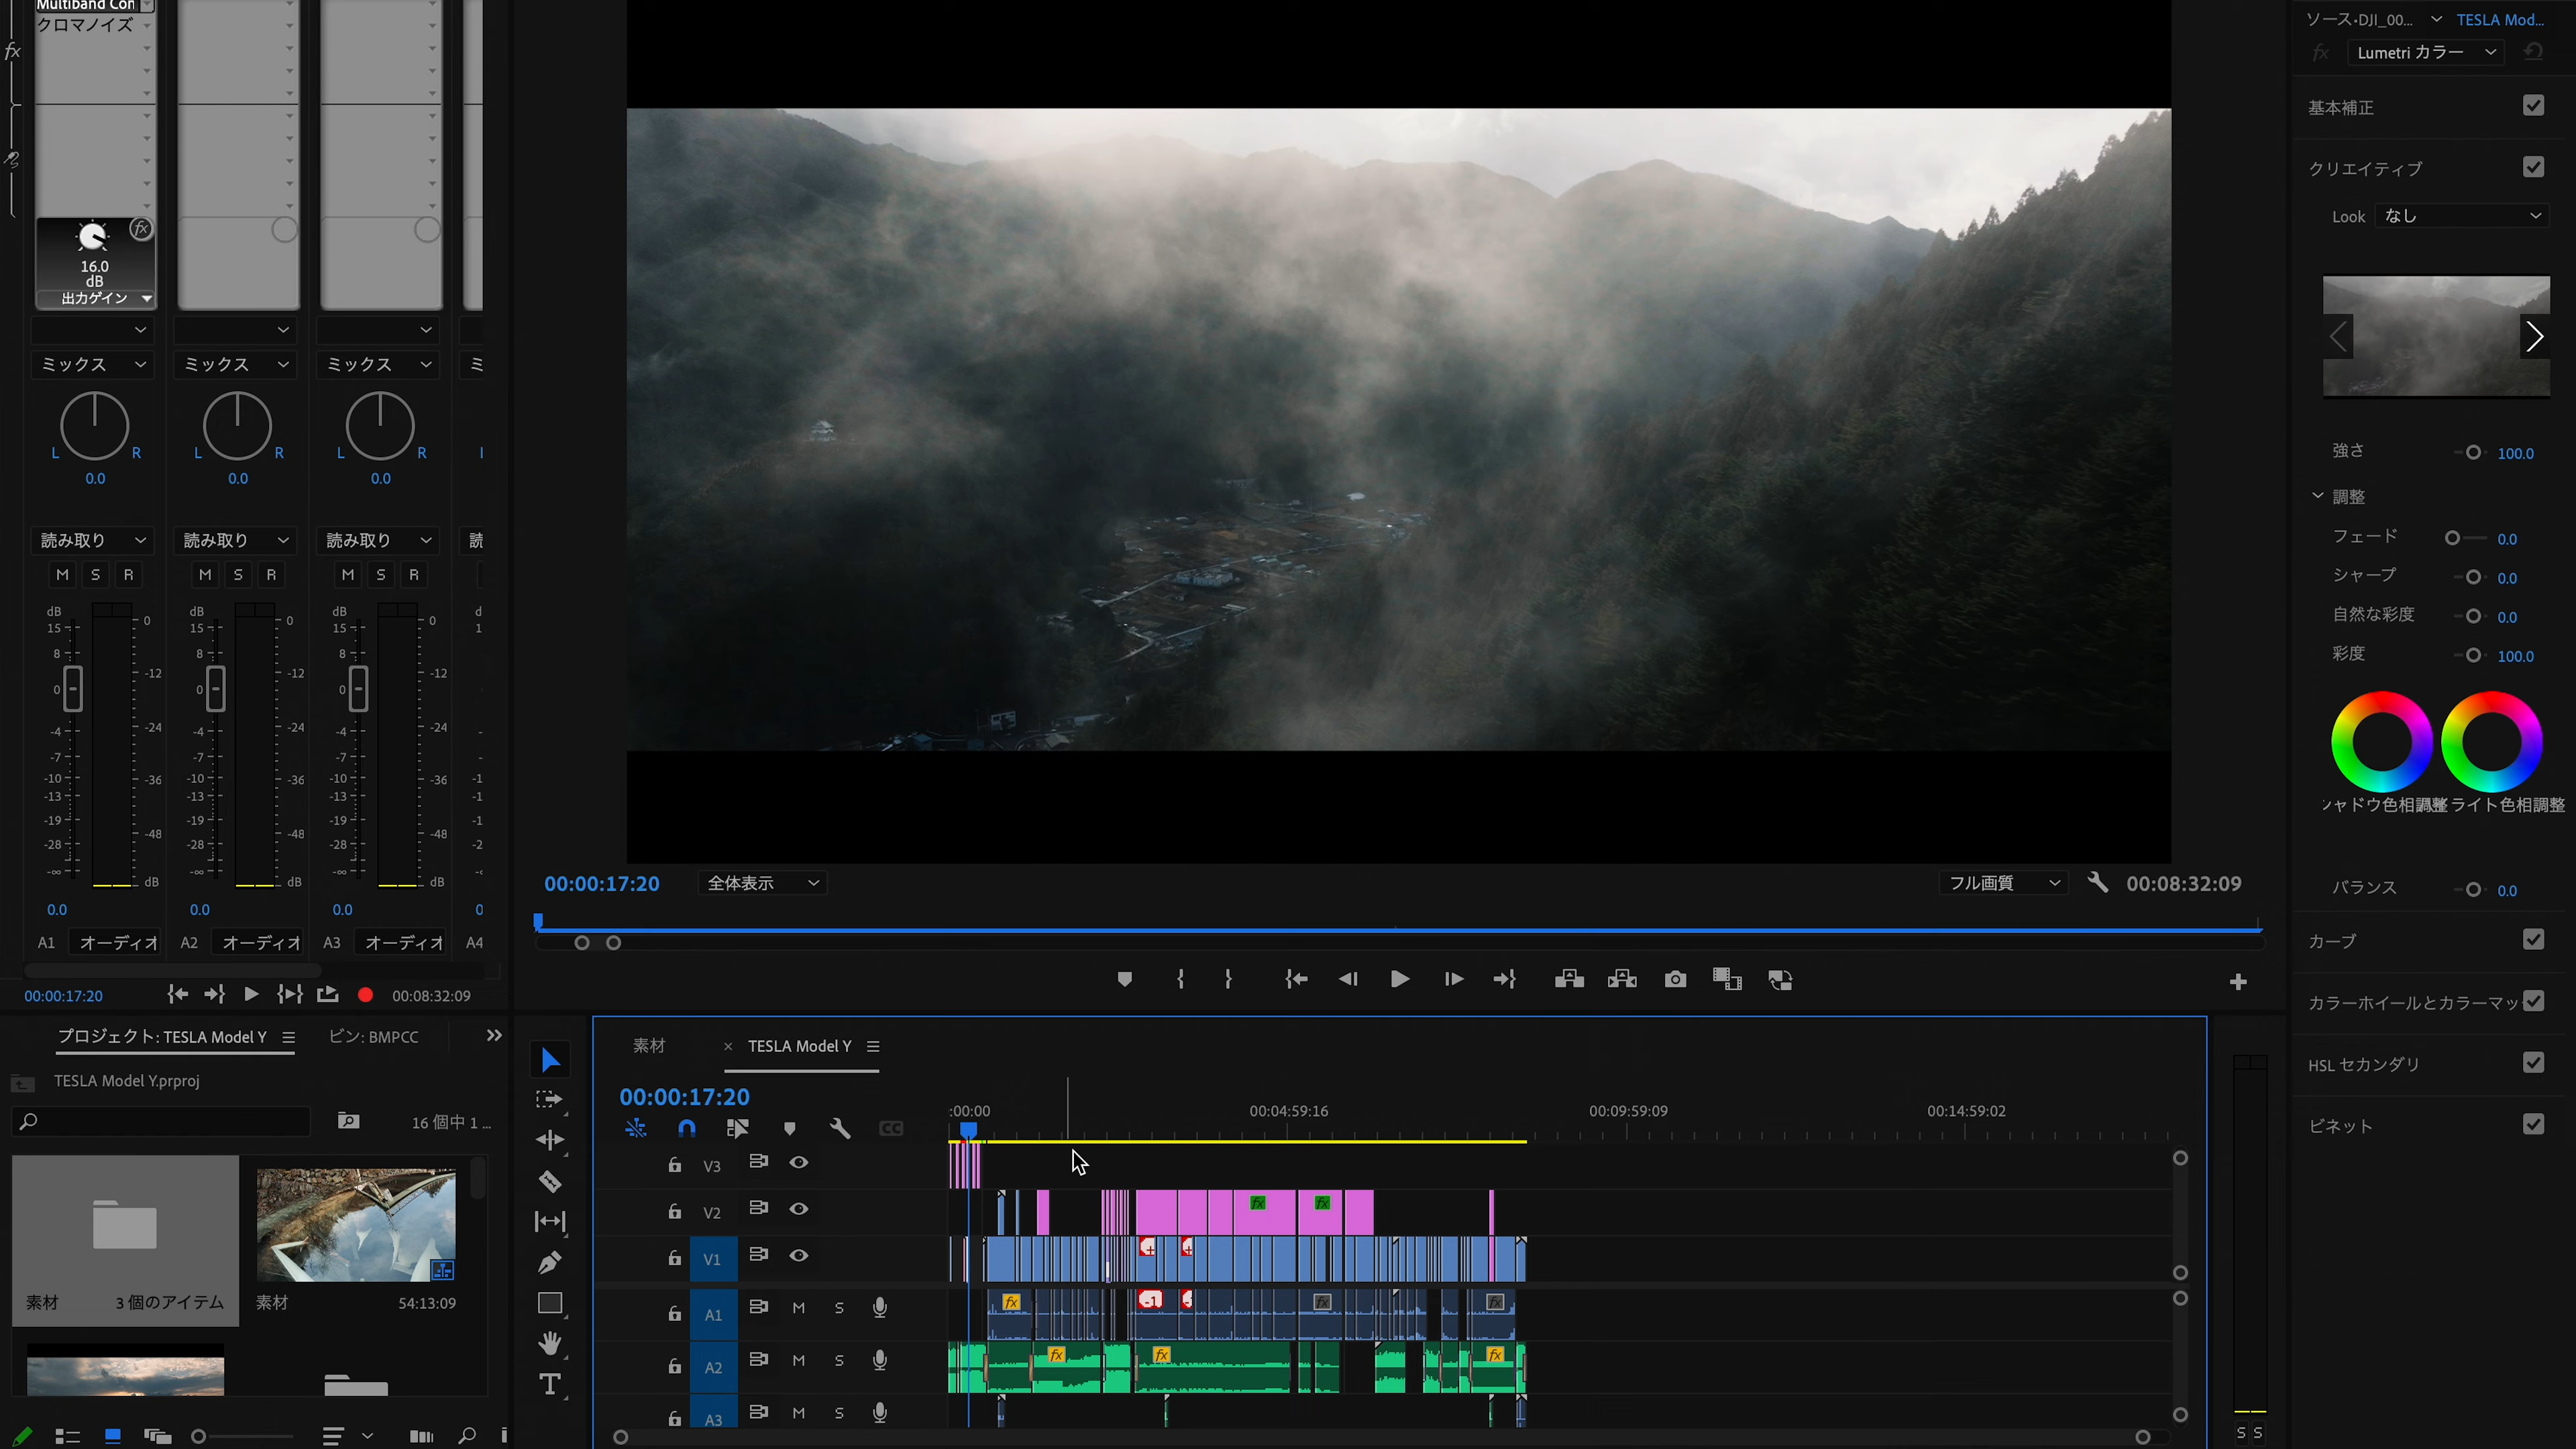 Multiband Con
クロマノイズ
fx
fx
16.0
dB
出力ゲイン
ミックス ミックス ミックス
L R L R L R
0.0 0.0 0.0
読み取り 読み取り 読み取り
M S R M S R M S R
dB dB dB
15 0 15 0 15 0
8 8 8
-12 -12 -12
0 0 0
-24 -24 -24
-4 -4 -4
-7 -7 -7
-10 -36 -10 -36 -10 -36
-13 -13 -13
-19 -48 -19 -48 -19 -48
-28 -28 -28
-∞ dB -∞ dB -∞ dB
0.0 0.0 0.0
A1 オーディオ A2 オーディオ A3 オーディオ A4
00:00:17:20 00:08:32:09
00:00:17:20 全体表示 フル画質 00:08:32:09
ソース・DJI_00... TESLA Mod...
fx Lumetri カラー
基本補正
クリエイティブ
Look なし
強さ 100.0
調整
フェード 0.0
シャープ 0.0
自然な彩度 0.0
彩度 100.0
シャドウ色相調整 ライト色相調整
バランス 0.0
カーブ
カラーホイールとカラーマッ
HSL セカンダリ
ビネット
プロジェクト: TESLA Model Y ビン: BMPCC
TESLA Model Y.prproj
16 個中 1 ...
素材 3 個のアイテム 素材 54:13:09
素材 × TESLA Model Y
00:00:17:20
:00:00 00:04:59:16 00:09:59:09 00:14:59:02
CC
V3
V2 fx fx
V1
A1 M S fx -1 fx fx
A2 M S fx fx fx
A3 M S
T
S S